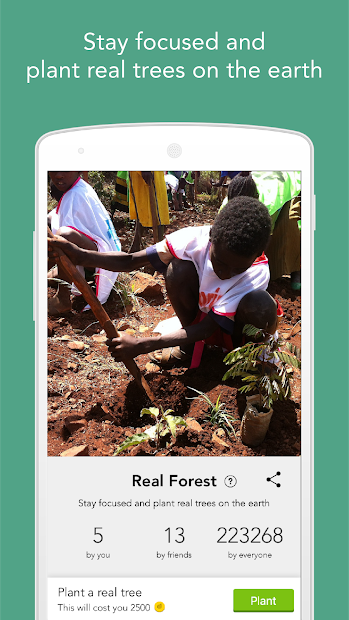 Stay focused and
plant real trees on the earth
Real Forest ?
Stay focused and plant real trees on the earth
5 13 223268
by you by friends by everyone
Plant a real tree
This will cost you 2500
Plant